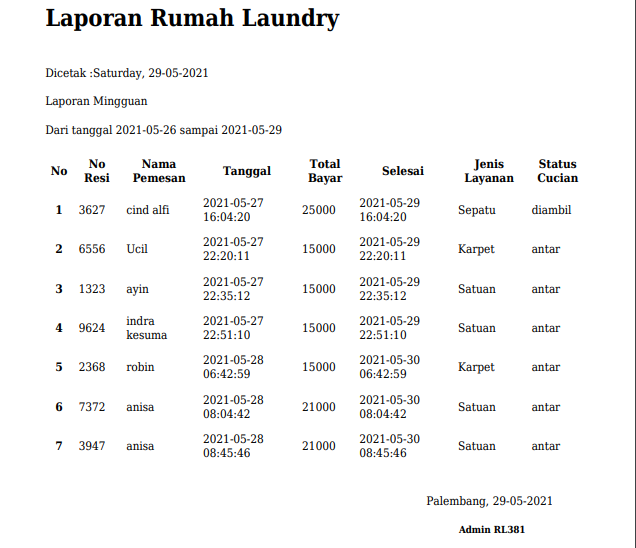 Laporan Rumah Laundry
Dicetak :Saturday, 29-05-2021
Laporan Mingguan
Dari tanggal 2021-05-26 sampai 2021-05-29
No No Resi Nama Pemesan Tanggal Total Bayar Selesai Jenis Layanan Status Cucian
1 3627 cind alfi 2021-05-27 16:04:20 25000 2021-05-29 16:04:20 Sepatu diambil
2 6556 Ucil 2021-05-27 22:20:11 15000 2021-05-29 22:20:11 Karpet antar
3 1323 ayin 2021-05-27 22:35:12 15000 2021-05-29 22:35:12 Satuan antar
4 9624 indra kesuma 2021-05-27 22:51:10 15000 2021-05-29 22:51:10 Satuan antar
5 2368 robin 2021-05-28 06:42:59 15000 2021-05-30 06:42:59 Karpet antar
6 7372 anisa 2021-05-28 08:04:42 21000 2021-05-30 08:04:42 Satuan antar
7 3947 anisa 2021-05-28 08:45:46 21000 2021-05-30 08:45:46 Satuan antar
Palembang, 29-05-2021
Admin RL381